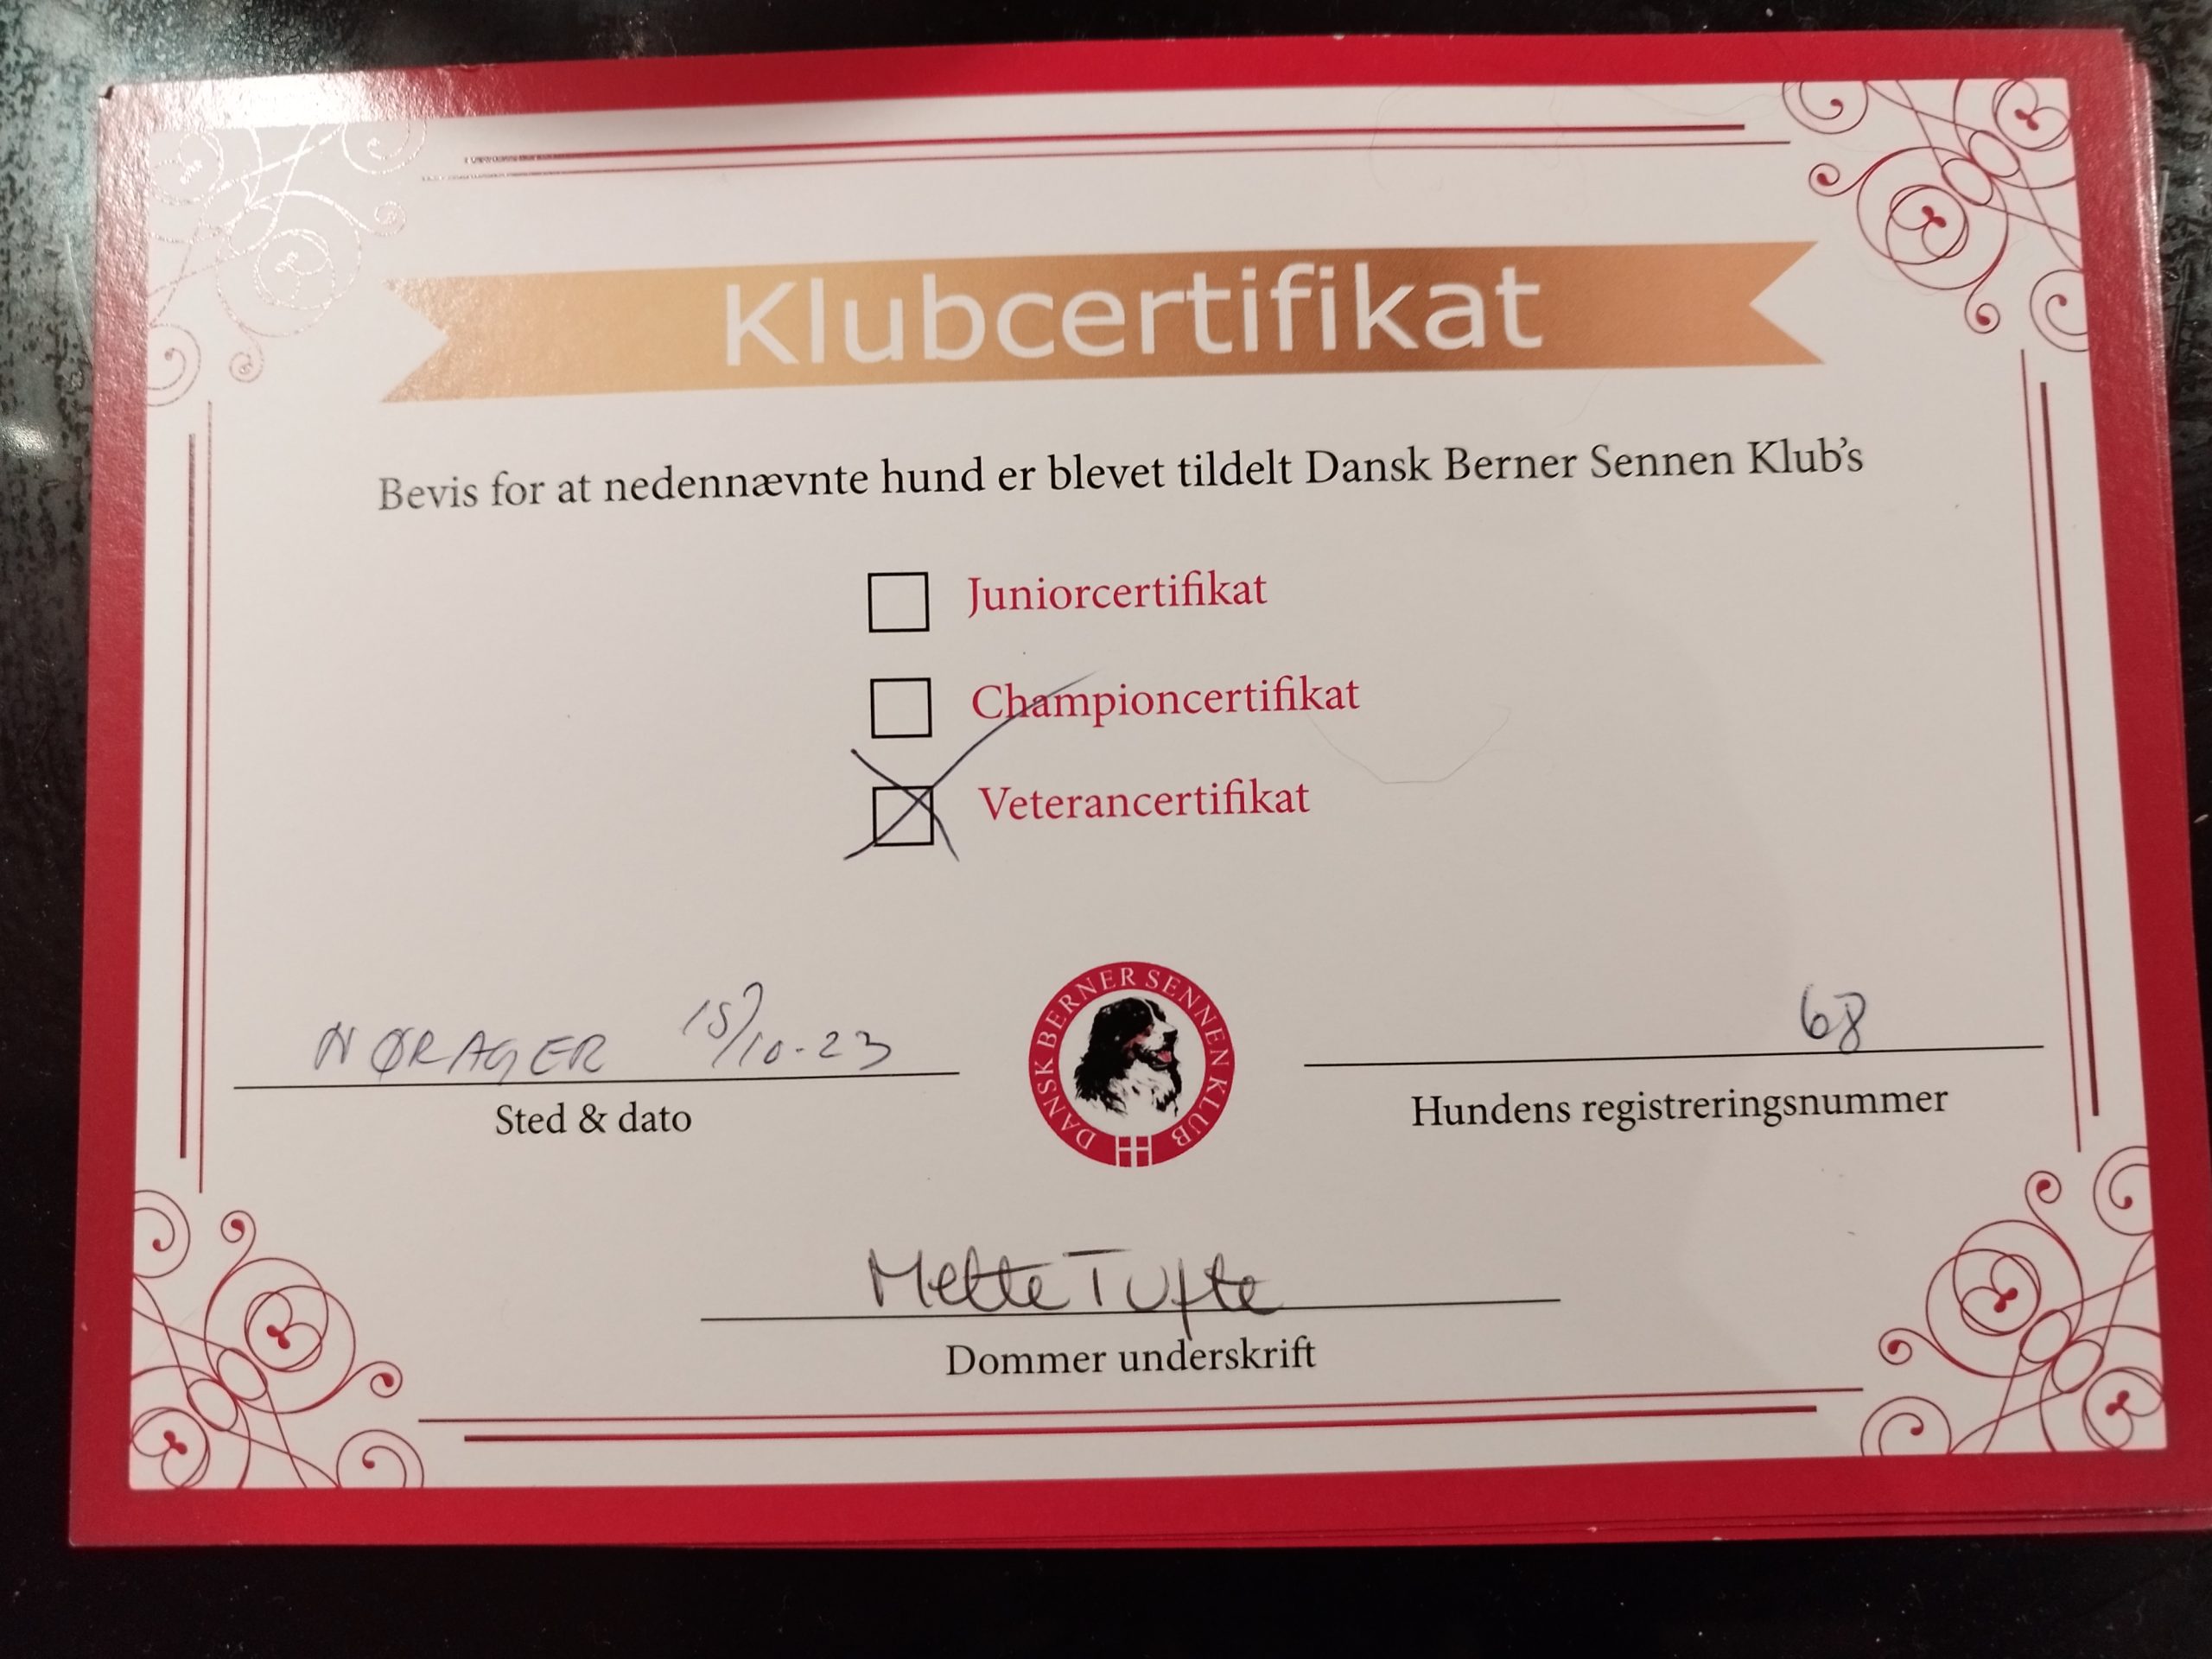 Klubcertifikat
Bevis for at nedennævnte hund er blevet tildelt Dansk Berner Sennen Klub's
Juniorcertifikat
Championcertifikat
Veterancertifikat
NØRAGER 15/10-23
68
DANSK BERNER SENNEN KLUB
Sted & dato
Hundens registreringsnummer
Mette Tufte
Dommer underskrift